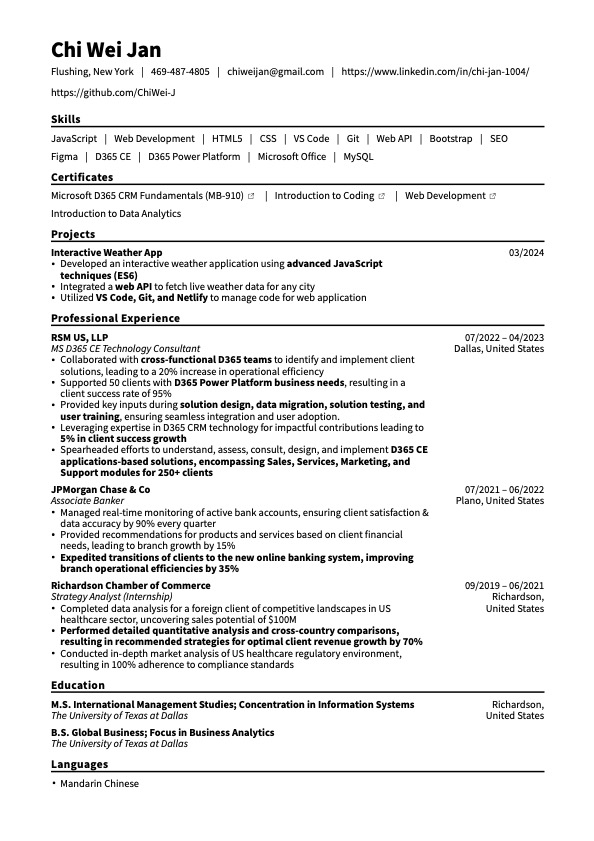 Chi Wei Jan
Flushing, New York | 469-487-4805 | chiweijan@gmail.com | https://www.linkedin.com/in/chi-jan-1004/
https://github.com/ChiWei-J
Skills
JavaScript | Web Development | HTML5 | CSS | VS Code | Git | Web API | Bootstrap | SEO
Figma | D365 CE | D365 Power Platform | Microsoft Office | MySQL
Certificates
Microsoft D365 CRM Fundamentals (MB-910) | Introduction to Coding | Web Development
Introduction to Data Analytics
Projects
Interactive Weather App 03/2024
• Developed an interactive weather application using advanced JavaScript
techniques (ES6)
• Integrated a web API to fetch live weather data for any city
• Utilized VS Code, Git, and Netlify to manage code for web application
Professional Experience
RSM US, LLP 07/2022 – 04/2023
MS D365 CE Technology Consultant Dallas, United States
• Collaborated with cross-functional D365 teams to identify and implement client
solutions, leading to a 20% increase in operational efficiency
• Supported 50 clients with D365 Power Platform business needs, resulting in a
client success rate of 95%
• Provided key inputs during solution design, data migration, solution testing, and
user training, ensuring seamless integration and user adoption.
• Leveraging expertise in D365 CRM technology for impactful contributions leading to
5% in client success growth
• Spearheaded efforts to understand, assess, consult, design, and implement D365 CE
applications-based solutions, encompassing Sales, Services, Marketing, and
Support modules for 250+ clients
JPMorgan Chase & Co 07/2021 – 06/2022
Associate Banker Plano, United States
• Managed real-time monitoring of active bank accounts, ensuring client satisfaction &
data accuracy by 90% every quarter
• Provided recommendations for products and services based on client financial
needs, leading to branch growth by 15%
• Expedited transitions of clients to the new online banking system, improving
branch operational efficiencies by 35%
Richardson Chamber of Commerce 09/2019 – 06/2021
Strategy Analyst (Internship) Richardson,
• Completed data analysis for a foreign client of competitive landscapes in US United States
healthcare sector, uncovering sales potential of $100M
• Performed detailed quantitative analysis and cross-country comparisons,
resulting in recommended strategies for optimal client revenue growth by 70%
• Conducted in-depth market analysis of US healthcare regulatory environment,
resulting in 100% adherence to compliance standards
Education
M.S. International Management Studies; Concentration in Information Systems Richardson,
The University of Texas at Dallas United States
B.S. Global Business; Focus in Business Analytics
The University of Texas at Dallas
Languages
• Mandarin Chinese